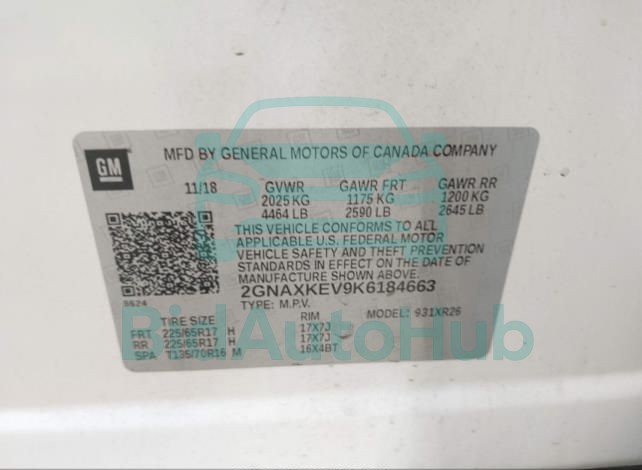 GM
MFD BY GENERAL MOTORS OF CANADA COMPANY
11/18 GVWR GAWR FRT GAWR RR
2025 KG 1175 KG 1200 KG
4464 LB 2590 LB 2645 LB
THIS VEHICLE CONFORMS TO ALL
APPLICABLE U.S. FEDERAL MOTOR
VEHICLE SAFETY AND THEFT PREVENTION
STANDARDS IN EFFECT ON THE DATE OF
MANUFACTURE SHOWN ABOVE.
2GNAXKEV9K6184663
8624 TYPE: M.P.V. MODEL: 931XR26
TIRE SIZE RIM
FRT 225/65R17 H 17X7J
RR 225/65R17 H 17X7J
SPA T135/70R16 M 16X4BT
BidAutoHub